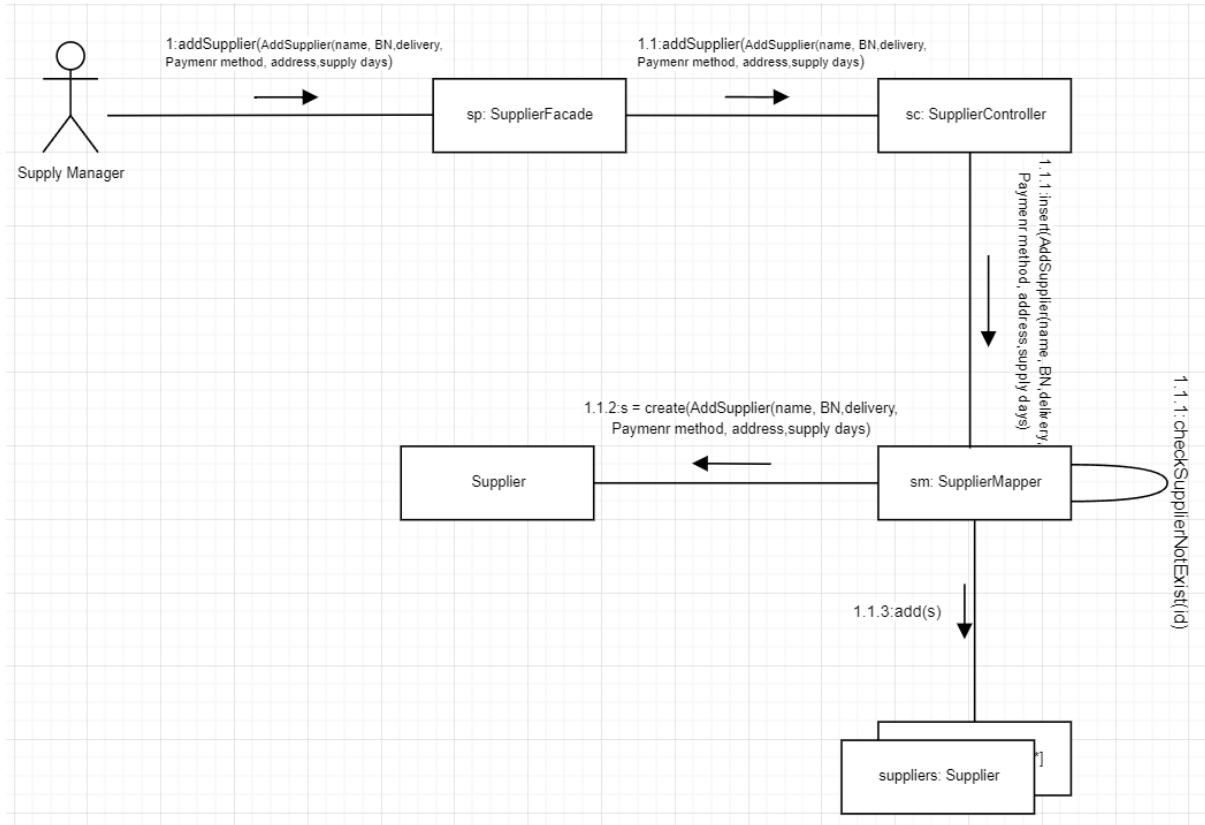 1:addSupplier(AddSupplier(name, BN,delivery,
Paymenr method, address,supply days)
1.1:addSupplier(AddSupplier(name, BN,delivery,
Paymenr method, address,supply days)
sp: SupplierFacade
sc: SupplierController
Supply Manager
1.1.1:insert(AddSupplier(name, BN,delivery,
Paymenr method, address,supply days)
1.1.1:checkSupplierNotExist(id)
1.1.2:s = create(AddSupplier(name, BN,delivery,
Paymenr method, address,supply days)
Supplier
sm: SupplierMapper
1.1.3:add(s)
*]
suppliers: Supplier